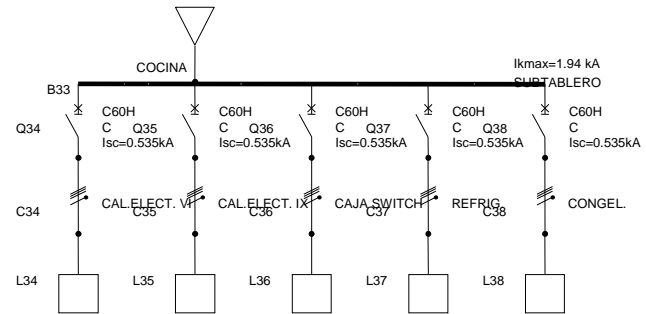 COCINA
Ikmax=1.94 kA
B33
SUBTABLERO
C60H C60H C60H C60H C60H
Q34 C Q35 C Q36 C Q37 C Q38 C
Isc=0.535kA Isc=0.535kA Isc=0.535kA Isc=0.535kA Isc=0.535kA
CAL.ELECT. VI CAL.ELECT. IX CAJA SWITCH REFRIG. CONGEL.
C34 C35 C36 C37 C38
L34 L35 L36 L37 L38